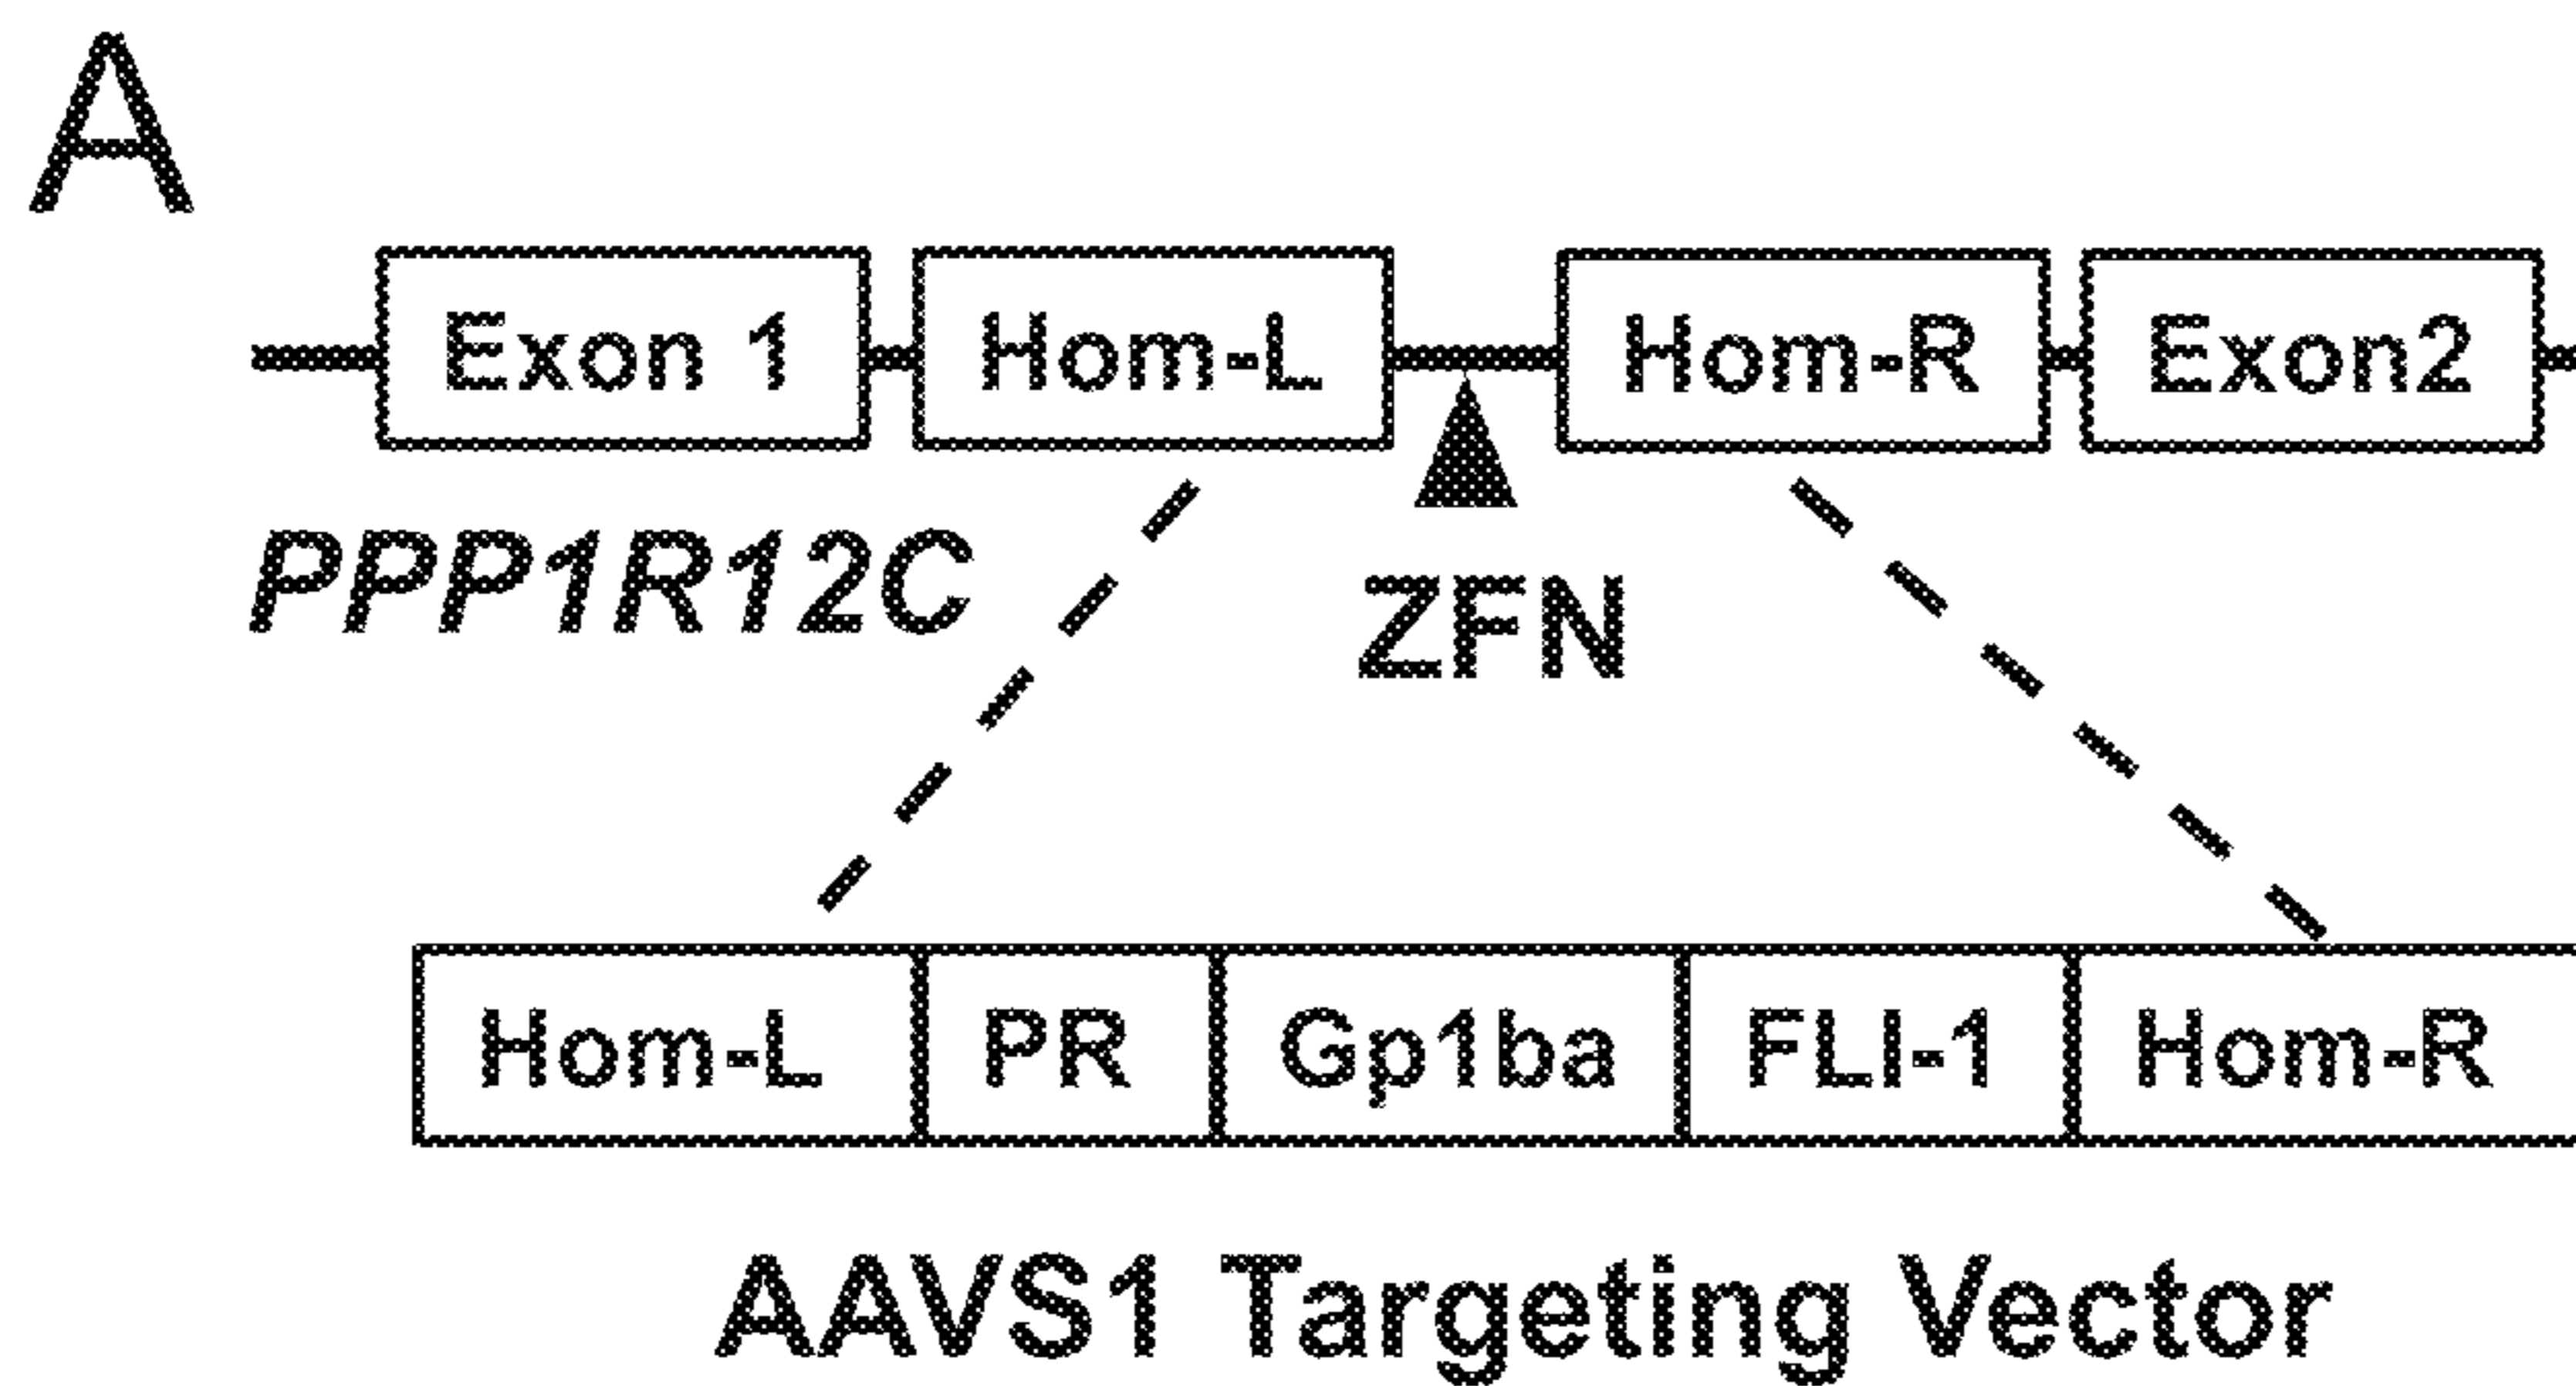 A
Exon 1 Hom-L Hom-R Exon2
PPP1R12C ZFN
Hom-L PR Gp1ba FLI-1 Hom-R
AAVS1 Targeting Vector